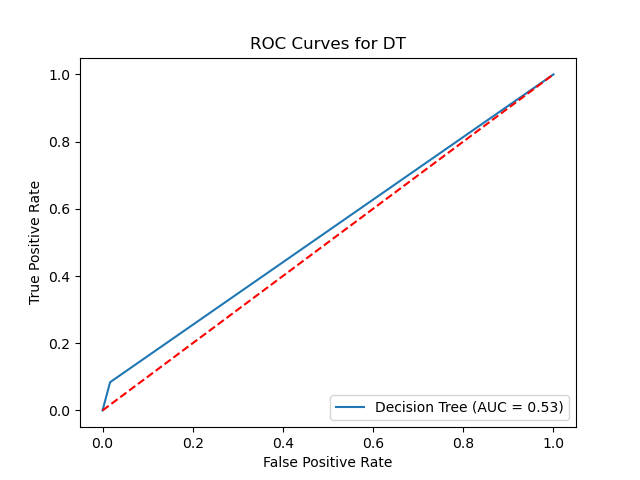 ROC Curves for DT
True Positive Rate
1.0
0.8
0.6
0.4
0.2
0.0
Decision Tree (AUC = 0.53)
0.0 0.2 0.4 0.6 0.8 1.0
False Positive Rate